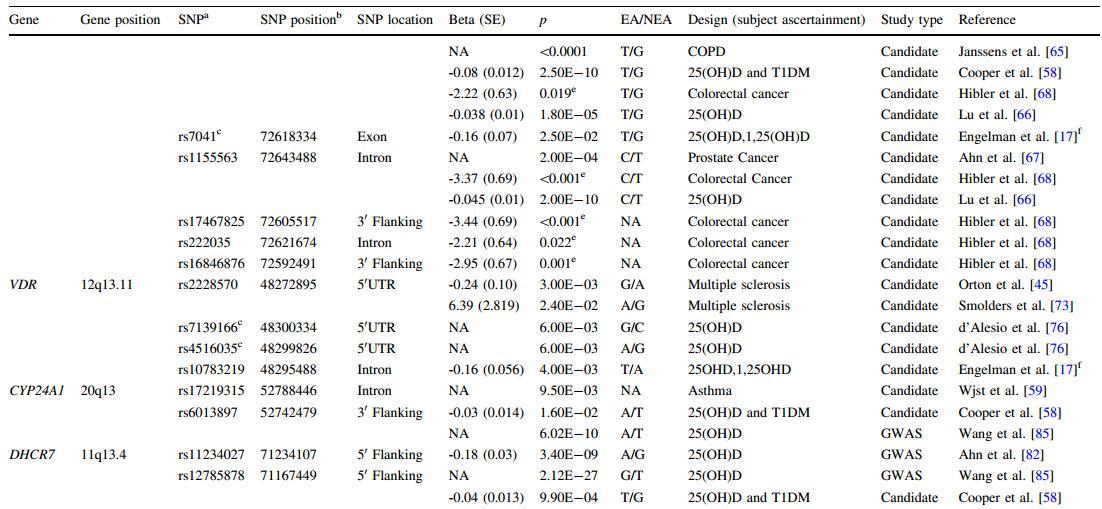 Gene Gene position SNPa SNP positionb SNP location Beta (SE) p EA/NEA Design (subject ascertainment) Study type Reference
NA <0.0001 T/G COPD Candidate Janssens et al. [65]
-0.08 (0.012) 2.50E−10 T/G 25(OH)D and T1DM Candidate Cooper et al. [58]
-2.22 (0.63) 0.019e T/G Colorectal cancer Candidate Hibler et al. [68]
-0.038 (0.01) 1.80E−05 T/G 25(OH)D Candidate Lu et al. [66]
rs7041c 72618334 Exon -0.16 (0.07) 2.50E−02 T/G 25(OH)D,1,25(OH)D Candidate Engelman et al. [17]f
rs1155563 72643488 Intron NA 2.00E−04 C/T Prostate Cancer Candidate Ahn et al. [67]
-3.37 (0.69) <0.001e C/T Colorectal Cancer Candidate Hibler et al. [68]
-0.045 (0.01) 2.00E−10 C/T 25(OH)D Candidate Lu et al. [66]
rs17467825 72605517 3′ Flanking -3.44 (0.69) <0.001e NA Colorectal cancer Candidate Hibler et al. [68]
rs222035 72621674 Intron -2.21 (0.64) 0.022e NA Colorectal cancer Candidate Hibler et al. [68]
rs16846876 72592491 3′ Flanking -2.95 (0.67) 0.001e NA Colorectal cancer Candidate Hibler et al. [68]
VDR 12q13.11 rs2228570 48272895 5′UTR -0.24 (0.10) 3.00E−03 G/A Multiple sclerosis Candidate Orton et al. [45]
6.39 (2.819) 2.40E−02 A/G Multiple sclerosis Candidate Smolders et al. [73]
rs7139166c 48300334 5′UTR NA 6.00E−03 G/C 25(OH)D Candidate d'Alesio et al. [76]
rs4516035c 48299826 5′UTR NA 6.00E−03 A/G 25(OH)D Candidate d'Alesio et al. [76]
rs10783219 48295488 Intron -0.16 (0.056) 4.00E−03 T/A 25OHD,1,25OHD Candidate Engelman et al. [17]f
CYP24A1 20q13 rs17219315 52788446 Intron NA 9.50E−03 NA Asthma Candidate Wjst et al. [59]
rs6013897 52742479 3′ Flanking -0.03 (0.014) 1.60E−02 A/T 25(OH)D and T1DM Candidate Cooper et al. [58]
NA 6.02E−10 A/T 25(OH)D GWAS Wang et al. [85]
DHCR7 11q13.4 rs11234027 71234107 5′ Flanking -0.18 (0.03) 3.40E−09 A/G 25(OH)D GWAS Ahn et al. [82]
rs12785878 71167449 5′ Flanking NA 2.12E−27 G/T 25(OH)D GWAS Wang et al. [85]
-0.04 (0.013) 9.90E−04 T/G 25(OH)D and T1DM Candidate Cooper et al. [58]